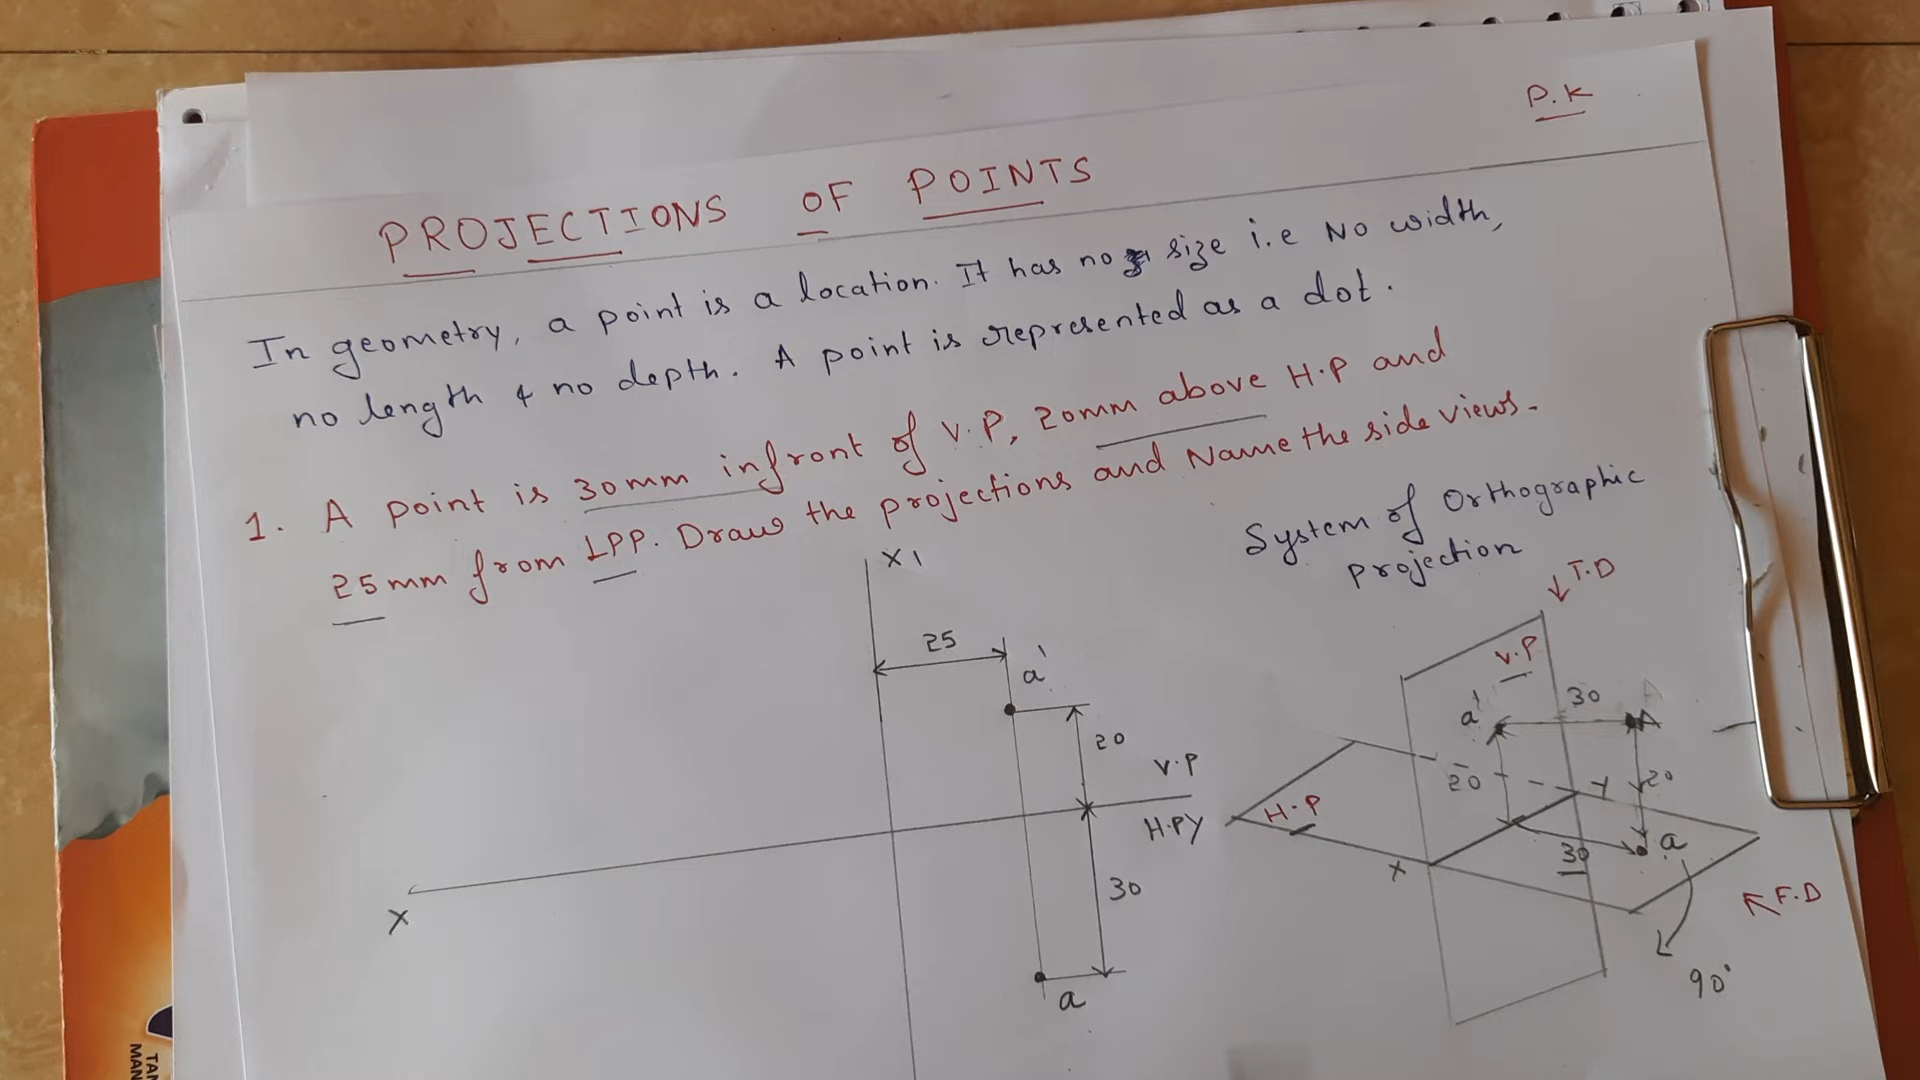 P.K
PROJECTIONS OF POINTS
In geometry, a point is a location. It has no size i.e No width,
no length & no depth. A point is represented as a dot.
1. A point is 30mm infront of V.P, 20mm above H.P and
25mm from LPP. Draw the projections and Name the side views.
System of Orthographic
projection
X1
25
a'
20
V.P
H.P Y
X
30
a
T.D
V.P
a'
30
A
20
Y
20
H.P
X
30
a
F.D
90°
TAN
MAN